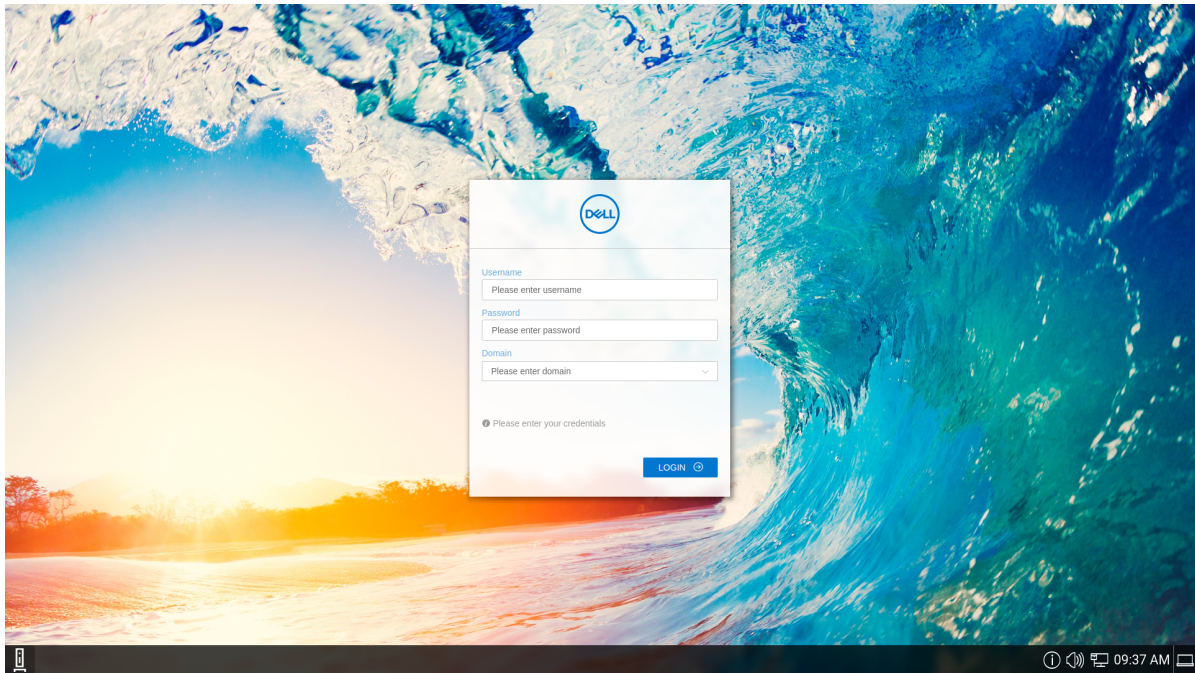 DELL
Username
Please enter username
Password
Please enter password
Domain
Please enter domain
Please enter your credentials
LOGIN
09:37 AM